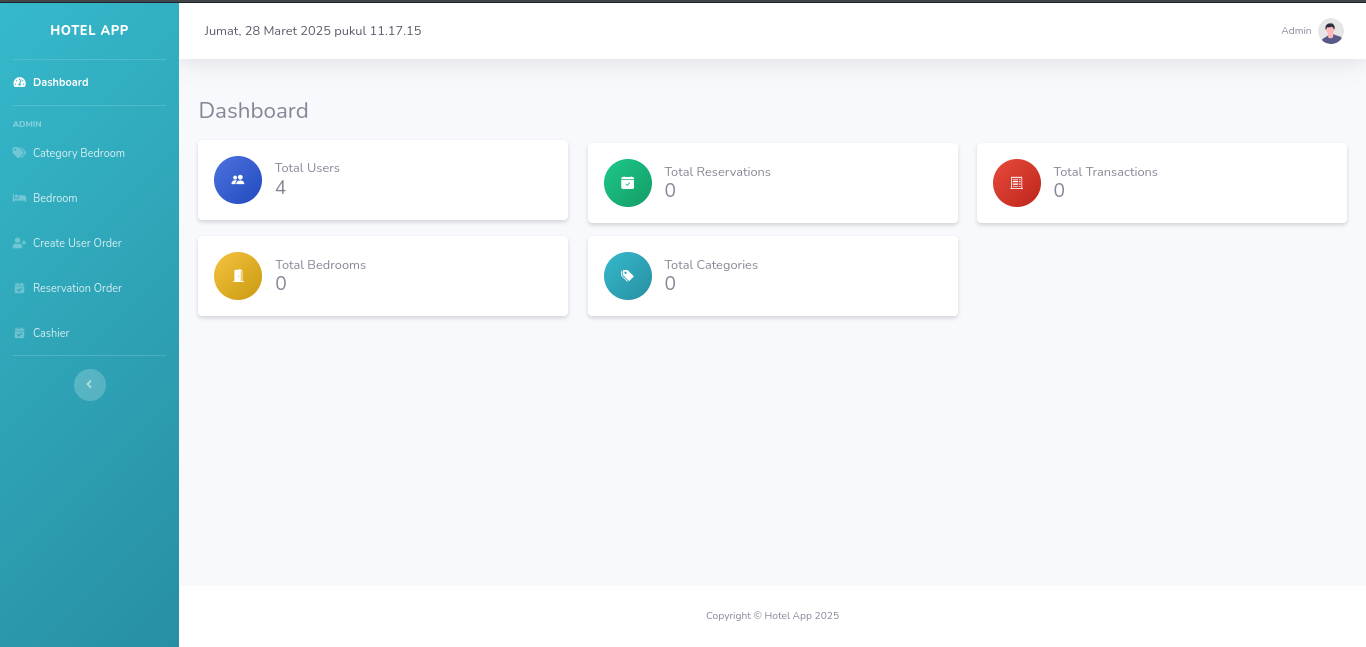 HOTEL APP
Jumat, 28 Maret 2025 pukul 11.17.15
Admin
Dashboard
ADMIN
Category Bedroom
Bedroom
Create User Order
Reservation Order
Cashier
Dashboard
Total Users
4
Total Reservations
0
Total Transactions
0
Total Bedrooms
0
Total Categories
0
Copyright © Hotel App 2025